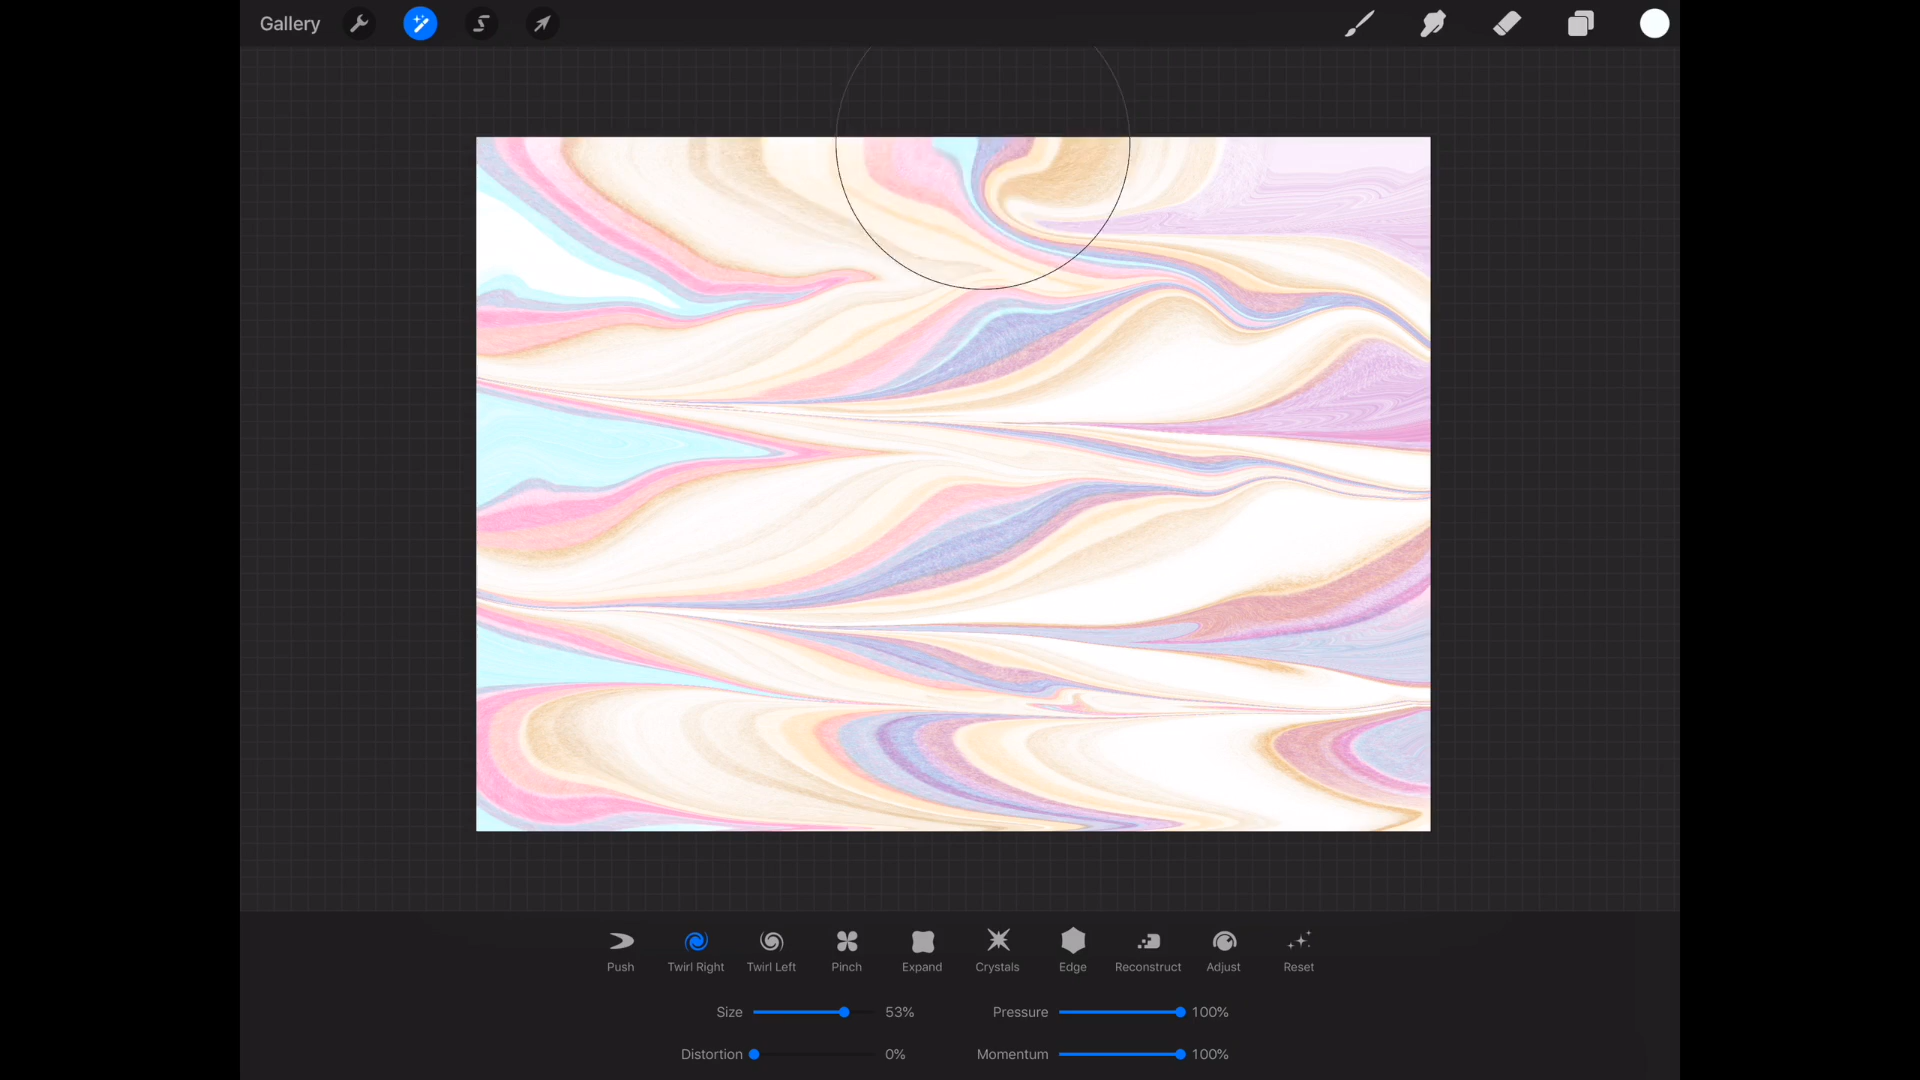 Gallery
Push Twirl Right Twirl Left Pinch Expand Crystals Edge Reconstruct Adjust Reset
Size 53% Pressure 100%
Distortion 0% Momentum 100%